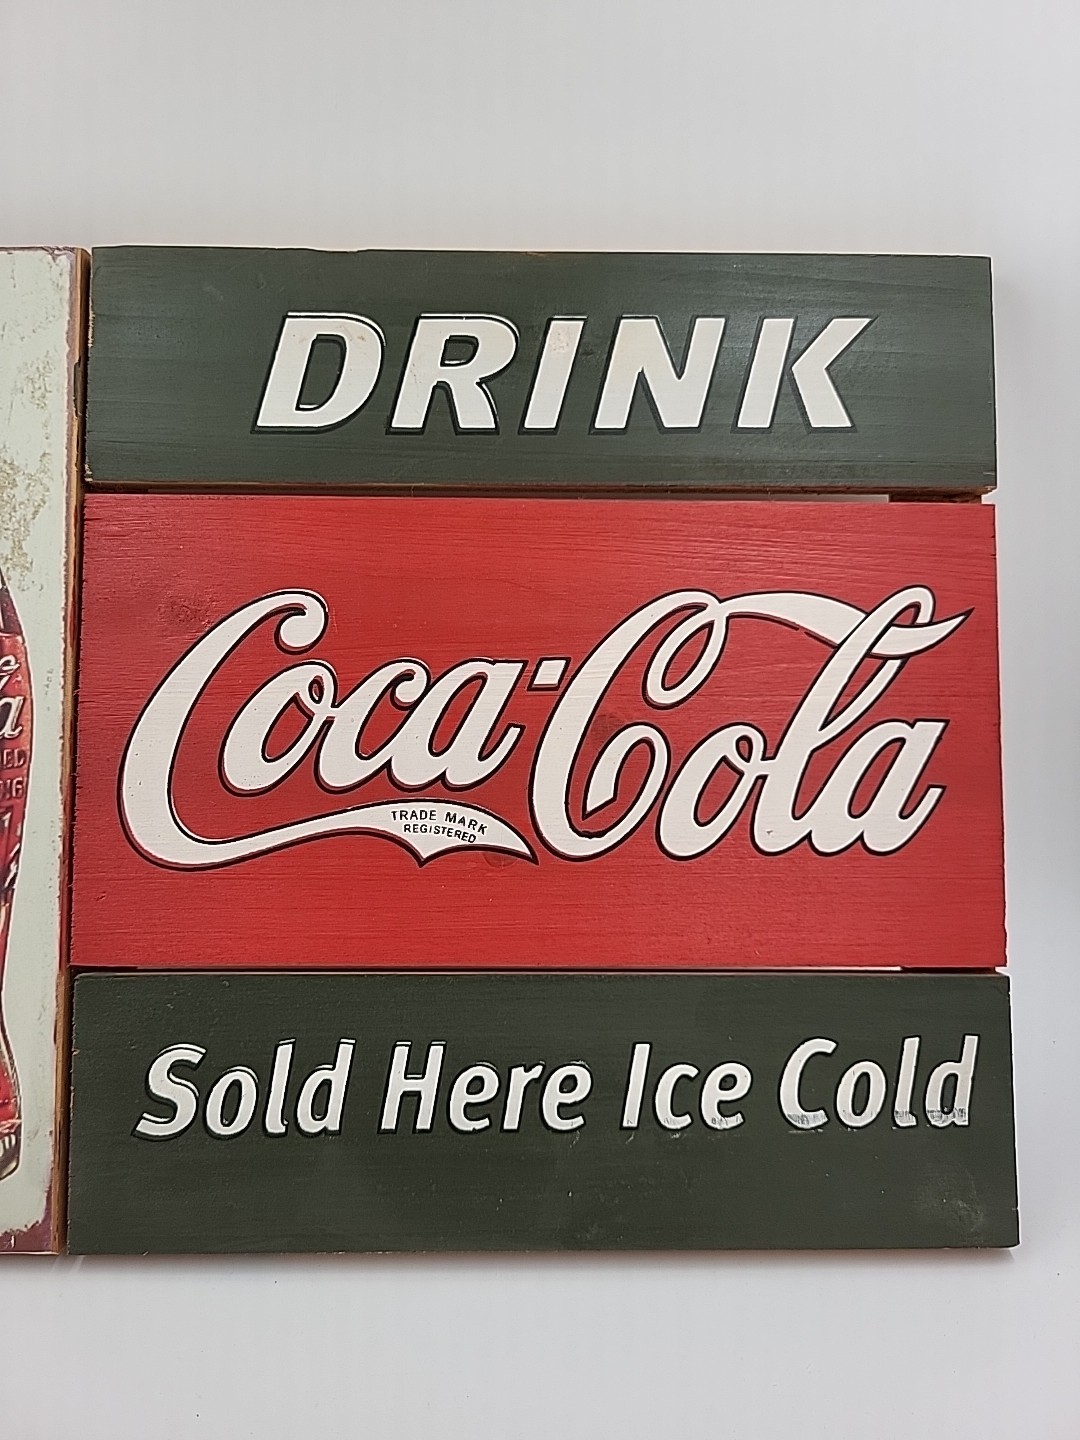 DRINK
Coca-Cola
TRADE MARK
REGISTERED
Sold Here Ice Cold